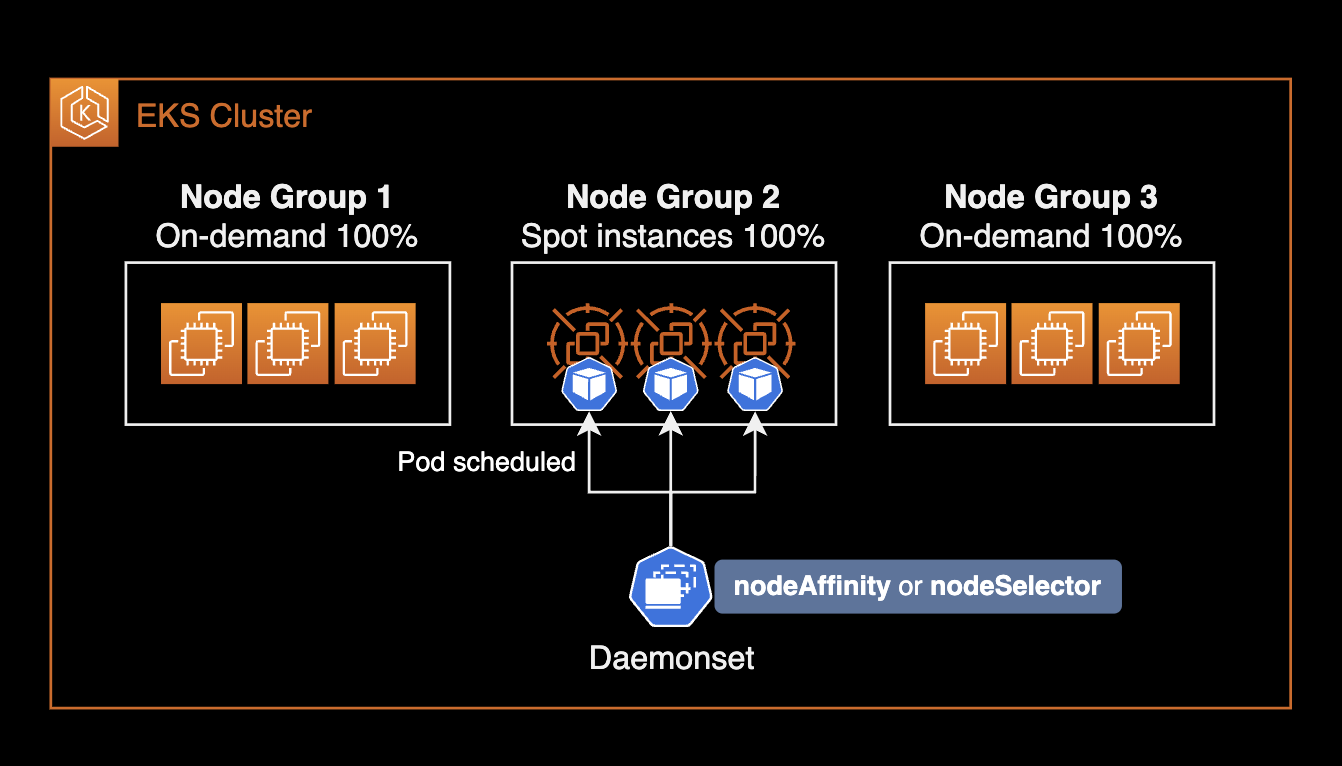 EKS Cluster
Node Group 1
On-demand 100%
Node Group 2
Spot instances 100%
Node Group 3
On-demand 100%
Pod scheduled
nodeAffinity or nodeSelector
Daemonset